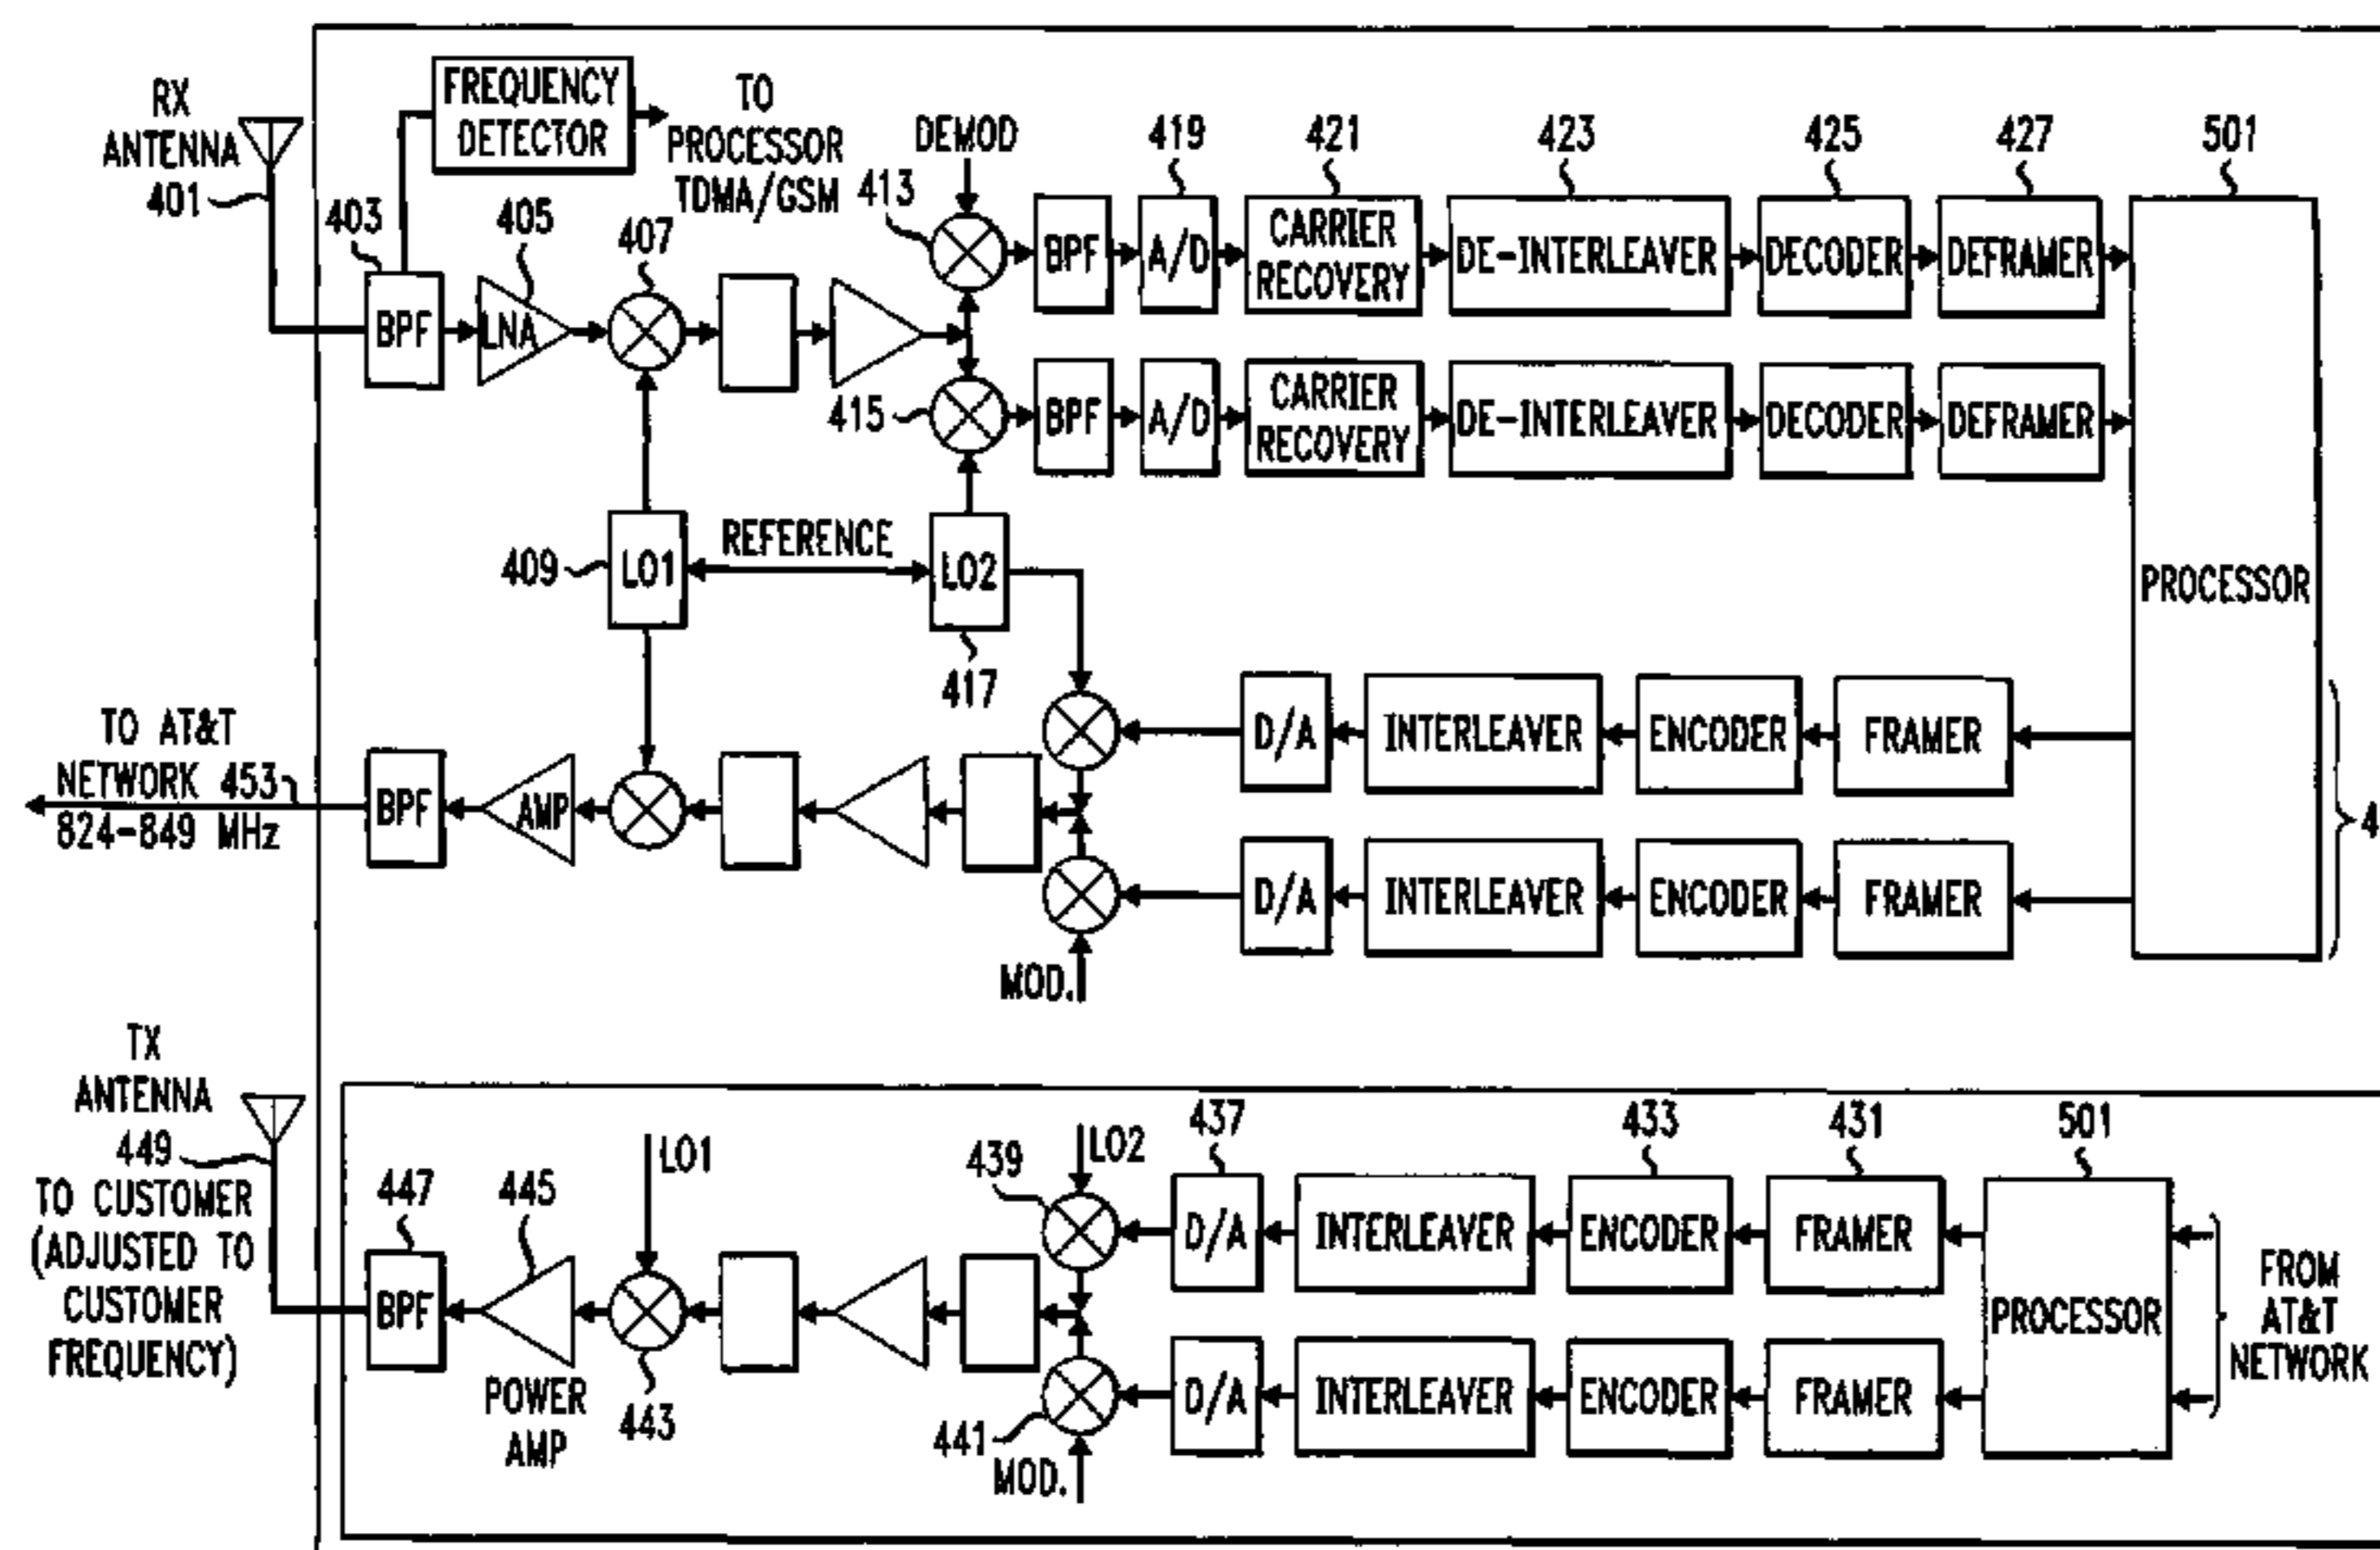 RX
ANTENNA
401
FREQUENCY
DETECTOR
TO
PROCESSOR
TDMA/GSM
403
BPF
405
LNA
407
DEMOD
413
415
BPF
419
A/D
421
CARRIER
RECOVERY
423
DE-INTERLEAVER
425
DECODER
427
DEFRAMER
501
BPF
A/D
CARRIER
RECOVERY
DE-INTERLEAVER
DECODER
DEFRAMER
PROCESSOR
409
LO1
REFERENCE
LO2
417
TO AT&T
NETWORK 453
824-849 MHz
BPF
AMP
D/A
INTERLEAVER
ENCODER
FRAMER
D/A
INTERLEAVER
ENCODER
FRAMER
4
MOD.
TX
ANTENNA
449
TO CUSTOMER
(ADJUSTED TO
CUSTOMER
FREQUENCY)
447
BPF
445
POWER
AMP
LO1
443
439
LO2
441
MOD.
437
D/A
INTERLEAVER
433
ENCODER
431
FRAMER
501
PROCESSOR
D/A
INTERLEAVER
ENCODER
FRAMER
FROM
AT&T
NETWORK